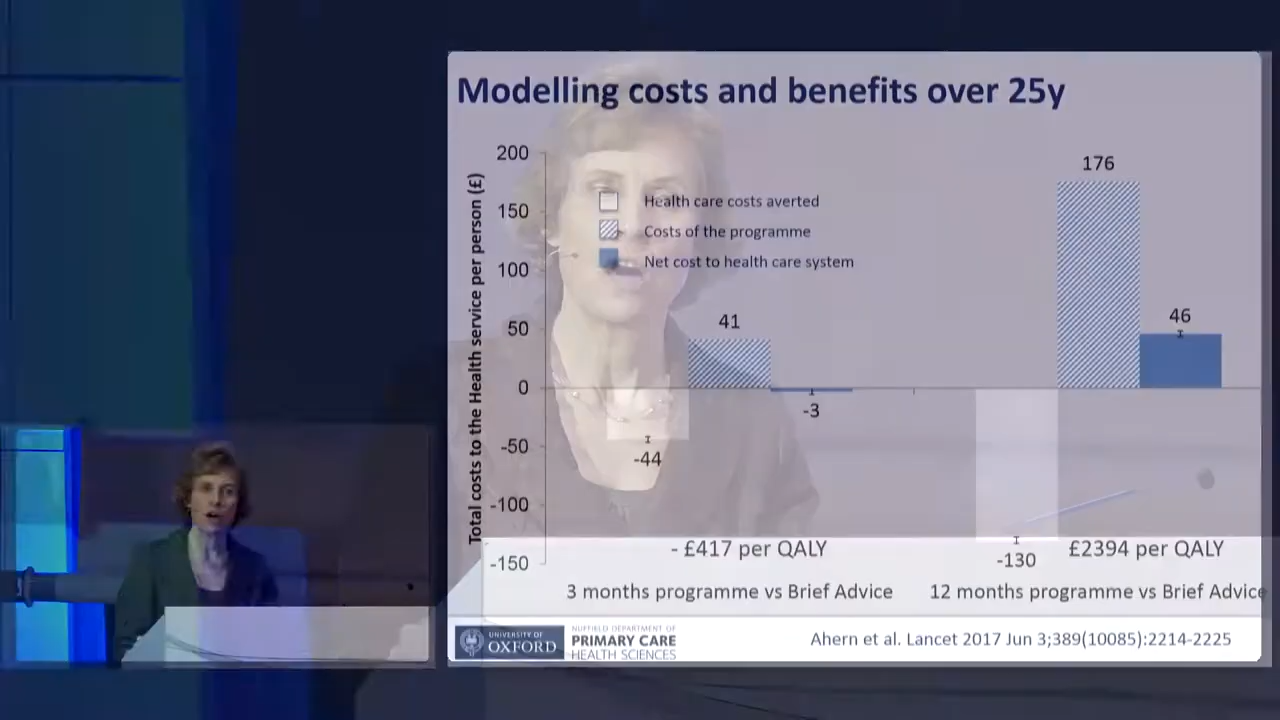 Modelling costs and benefits over 25y
Total costs to the Health service per person (£)
200
150
100
50
0
-50
-100
-150
Health care costs averted
Costs of the programme
Net cost to health care system
41
-3
-44
176
46
-130
- £417 per QALY
£2394 per QALY
3 months programme vs Brief Advice
12 months programme vs Brief Advice
UNIVERSITY OF
OXFORD
NUFFIELD DEPARTMENT OF
PRIMARY CARE
HEALTH SCIENCES
Ahern et al. Lancet 2017 Jun 3;389(10085):2214-2225